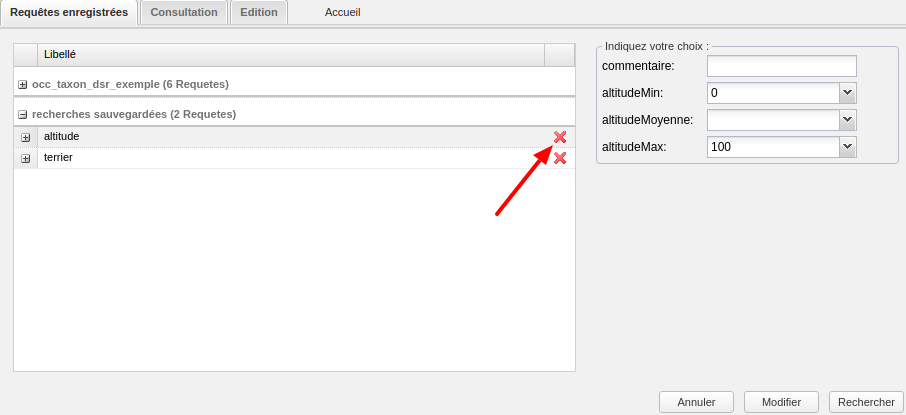 Requêtes enregistrées Consultation Edition Accueil
Libellé
occ_taxon_dsr_exemple (6 Requetes)
recherches sauvegardées (2 Requetes)
altitude
terrier
Indiquez votre choix :
commentaire:
altitudeMin: 0
altitudeMoyenne:
altitudeMax: 100
Annuler Modifier Rechercher